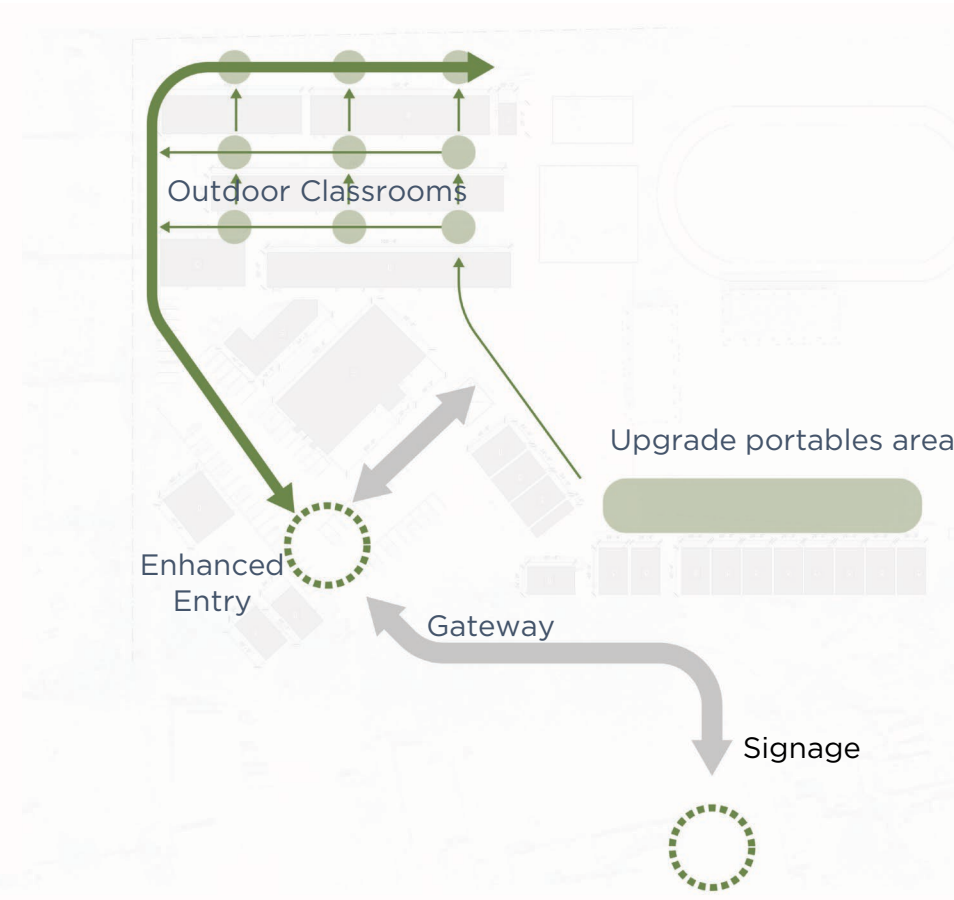 Outdoor Classrooms
Upgrade portables area
Enhanced
Entry
Gateway
Signage